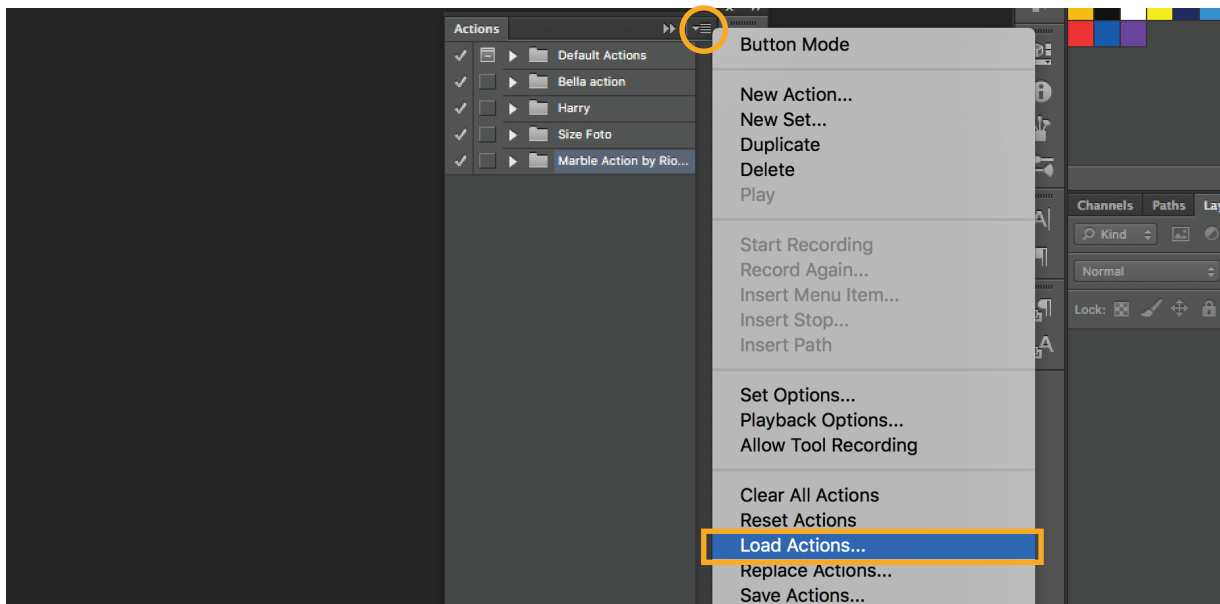 Actions
Default Actions
Bella action
Harry
Size Foto
Marble Action by Rio...
Button Mode
New Action...
New Set...
Duplicate
Delete
Play
Start Recording
Record Again...
Insert Menu Item...
Insert Stop...
Insert Path
Set Options...
Playback Options...
Allow Tool Recording
Clear All Actions
Reset Actions
Load Actions...
Replace Actions...
Save Actions...
Channels Paths La
Kind
Normal
Lock: